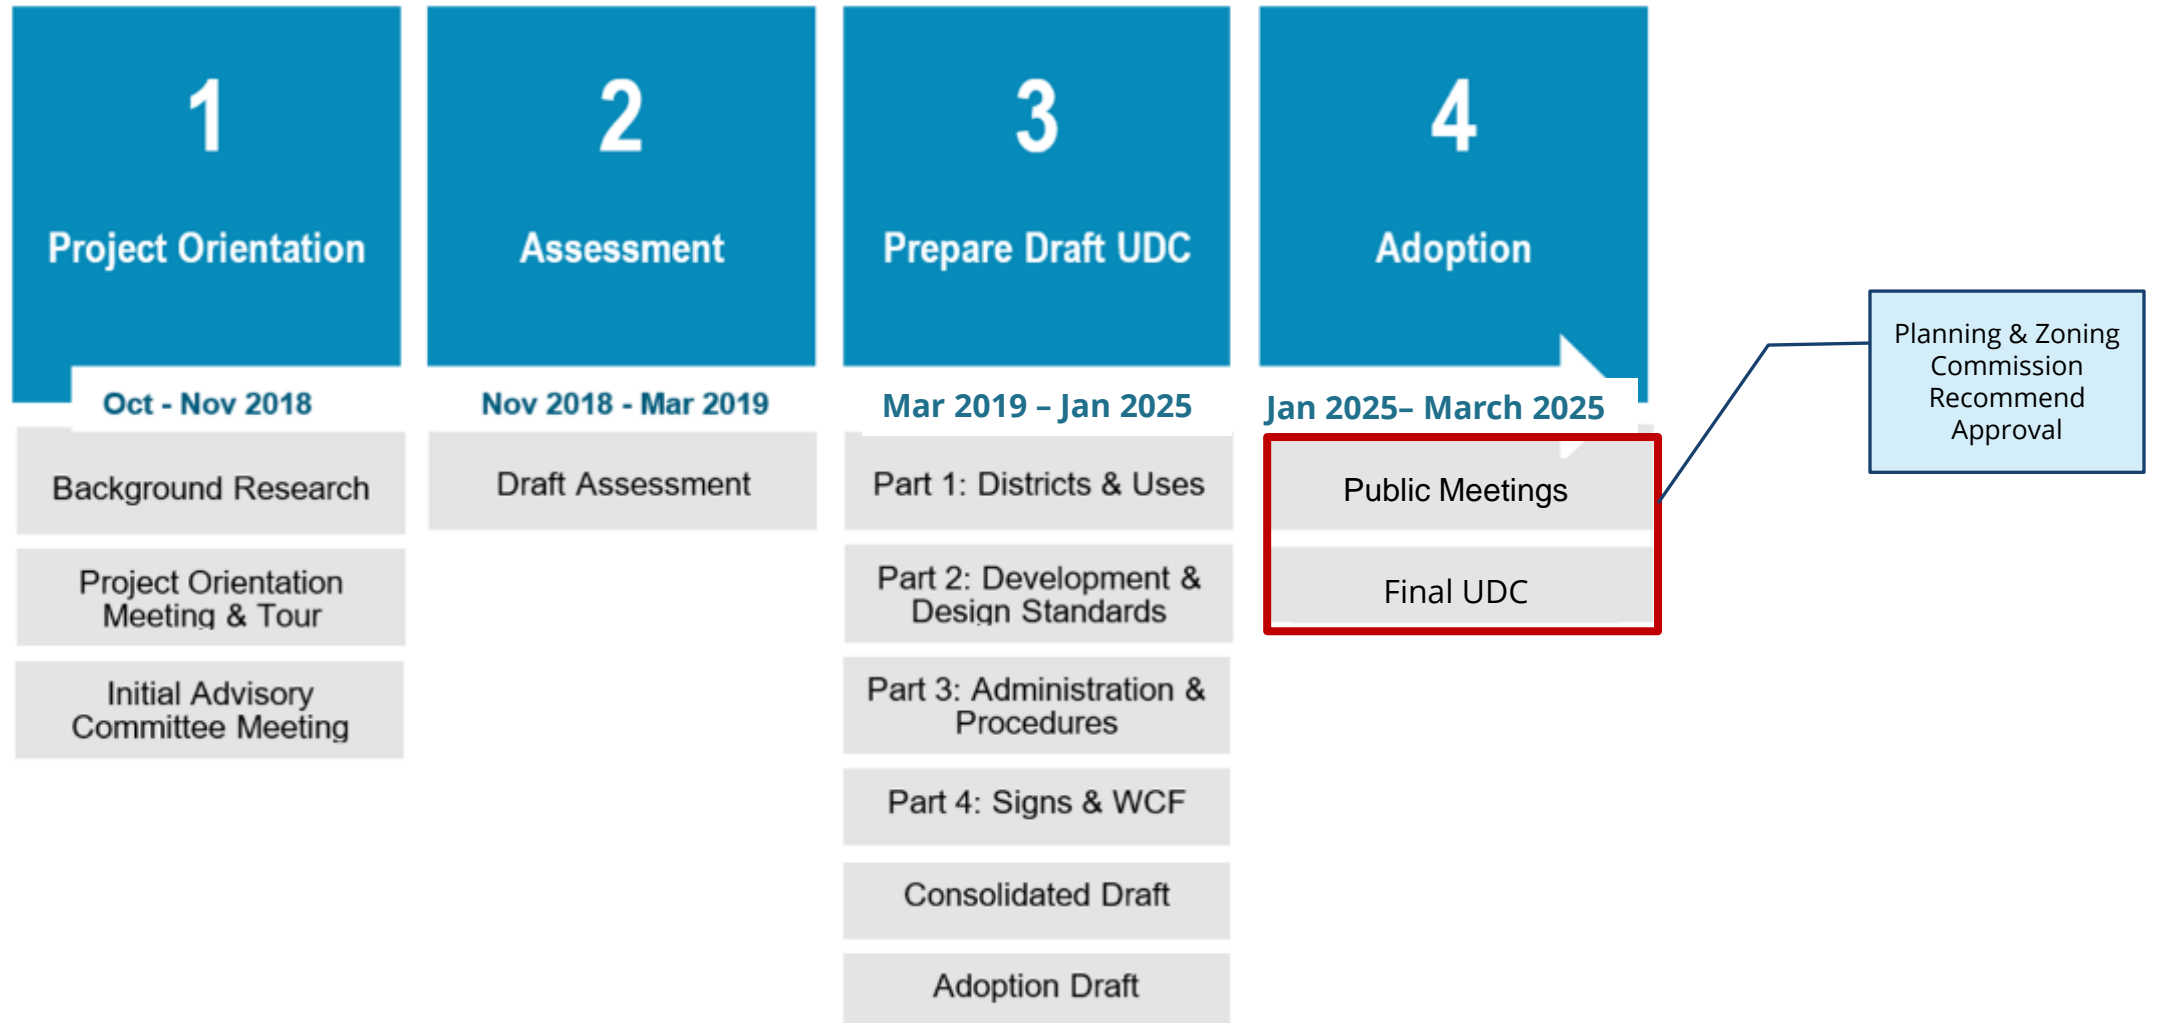 1
Project Orientation
Oct - Nov 2018
Background Research
Project Orientation
Meeting & Tour
Initial Advisory
Committee Meeting
2
Assessment
Nov 2018 - Mar 2019
Draft Assessment
3
Prepare Draft UDC
Mar 2019 – Jan 2025
Part 1: Districts & Uses
Part 2: Development &
Design Standards
Part 3: Administration &
Procedures
Part 4: Signs & WCF
Consolidated Draft
Adoption Draft
4
Adoption
Jan 2025– March 2025
Public Meetings
Final UDC
Planning & Zoning
Commission
Recommend
Approval